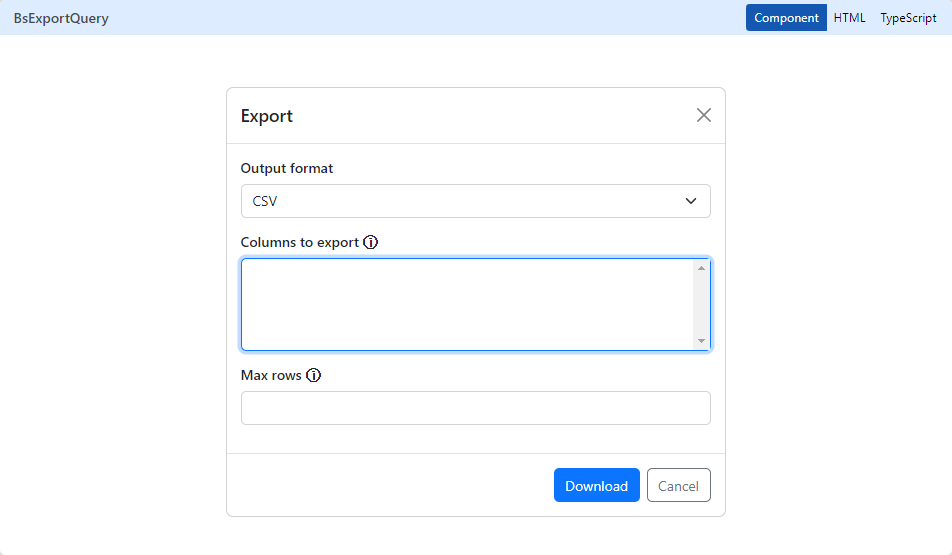 BsExportQuery Component HTML TypeScript
Export
Output format
CSV
Columns to export
Max rows
Download Cancel